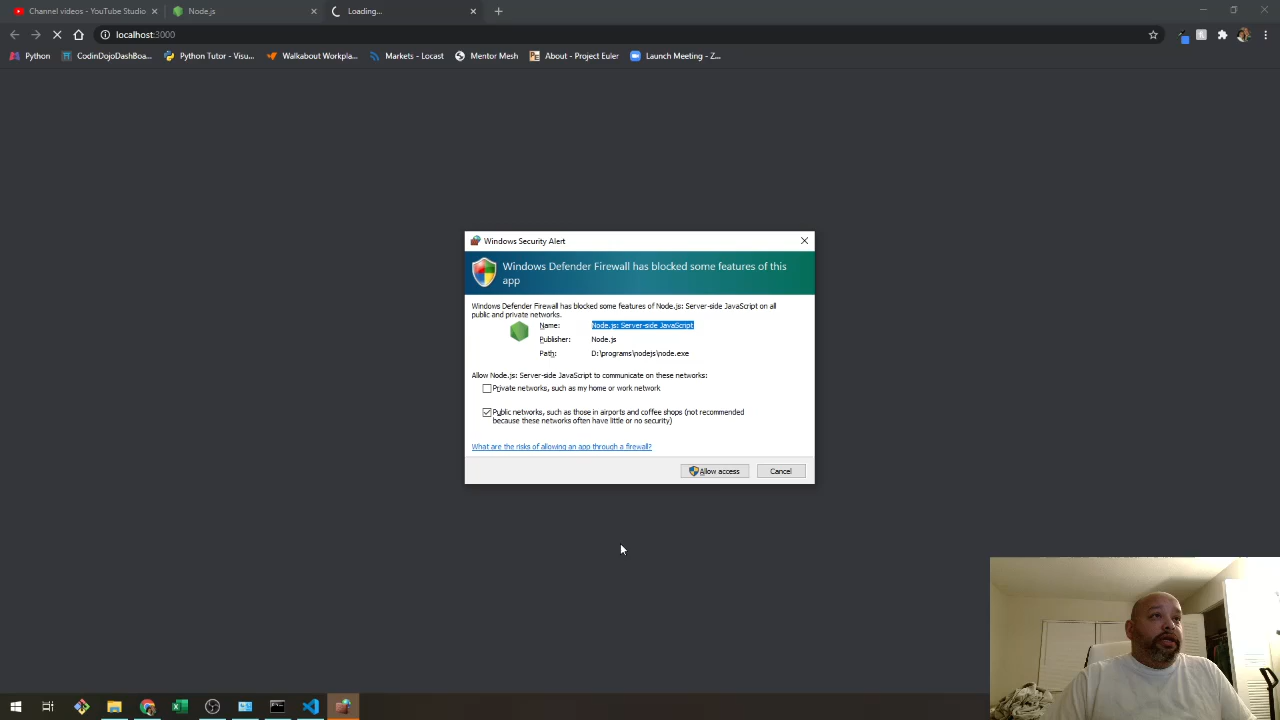 Channel videos - YouTube Studio
Node.js
Loading...
localhost:3000
Python
CodinDojoDashBoa...
Python Tutor - Visu...
Walkabout Workpla...
Markets - Locast
Mentor Mesh
About - Project Euler
Launch Meeting - Z...
Windows Security Alert
Windows Defender Firewall has blocked some features of this
app
Windows Defender Firewall has blocked some features of Node.js: Server-side JavaScript on all
public and private networks.
Name: Node.js: Server-side JavaScript
Publisher: Node.js
Path: D:\programs\nodejs\node.exe
Allow Node.js: Server-side JavaScript to communicate on these networks:
Private networks, such as my home or work network
Public networks, such as those in airports and coffee shops (not recommended
because these networks often have little or no security)
What are the risks of allowing an app through a firewall?
Allow access
Cancel